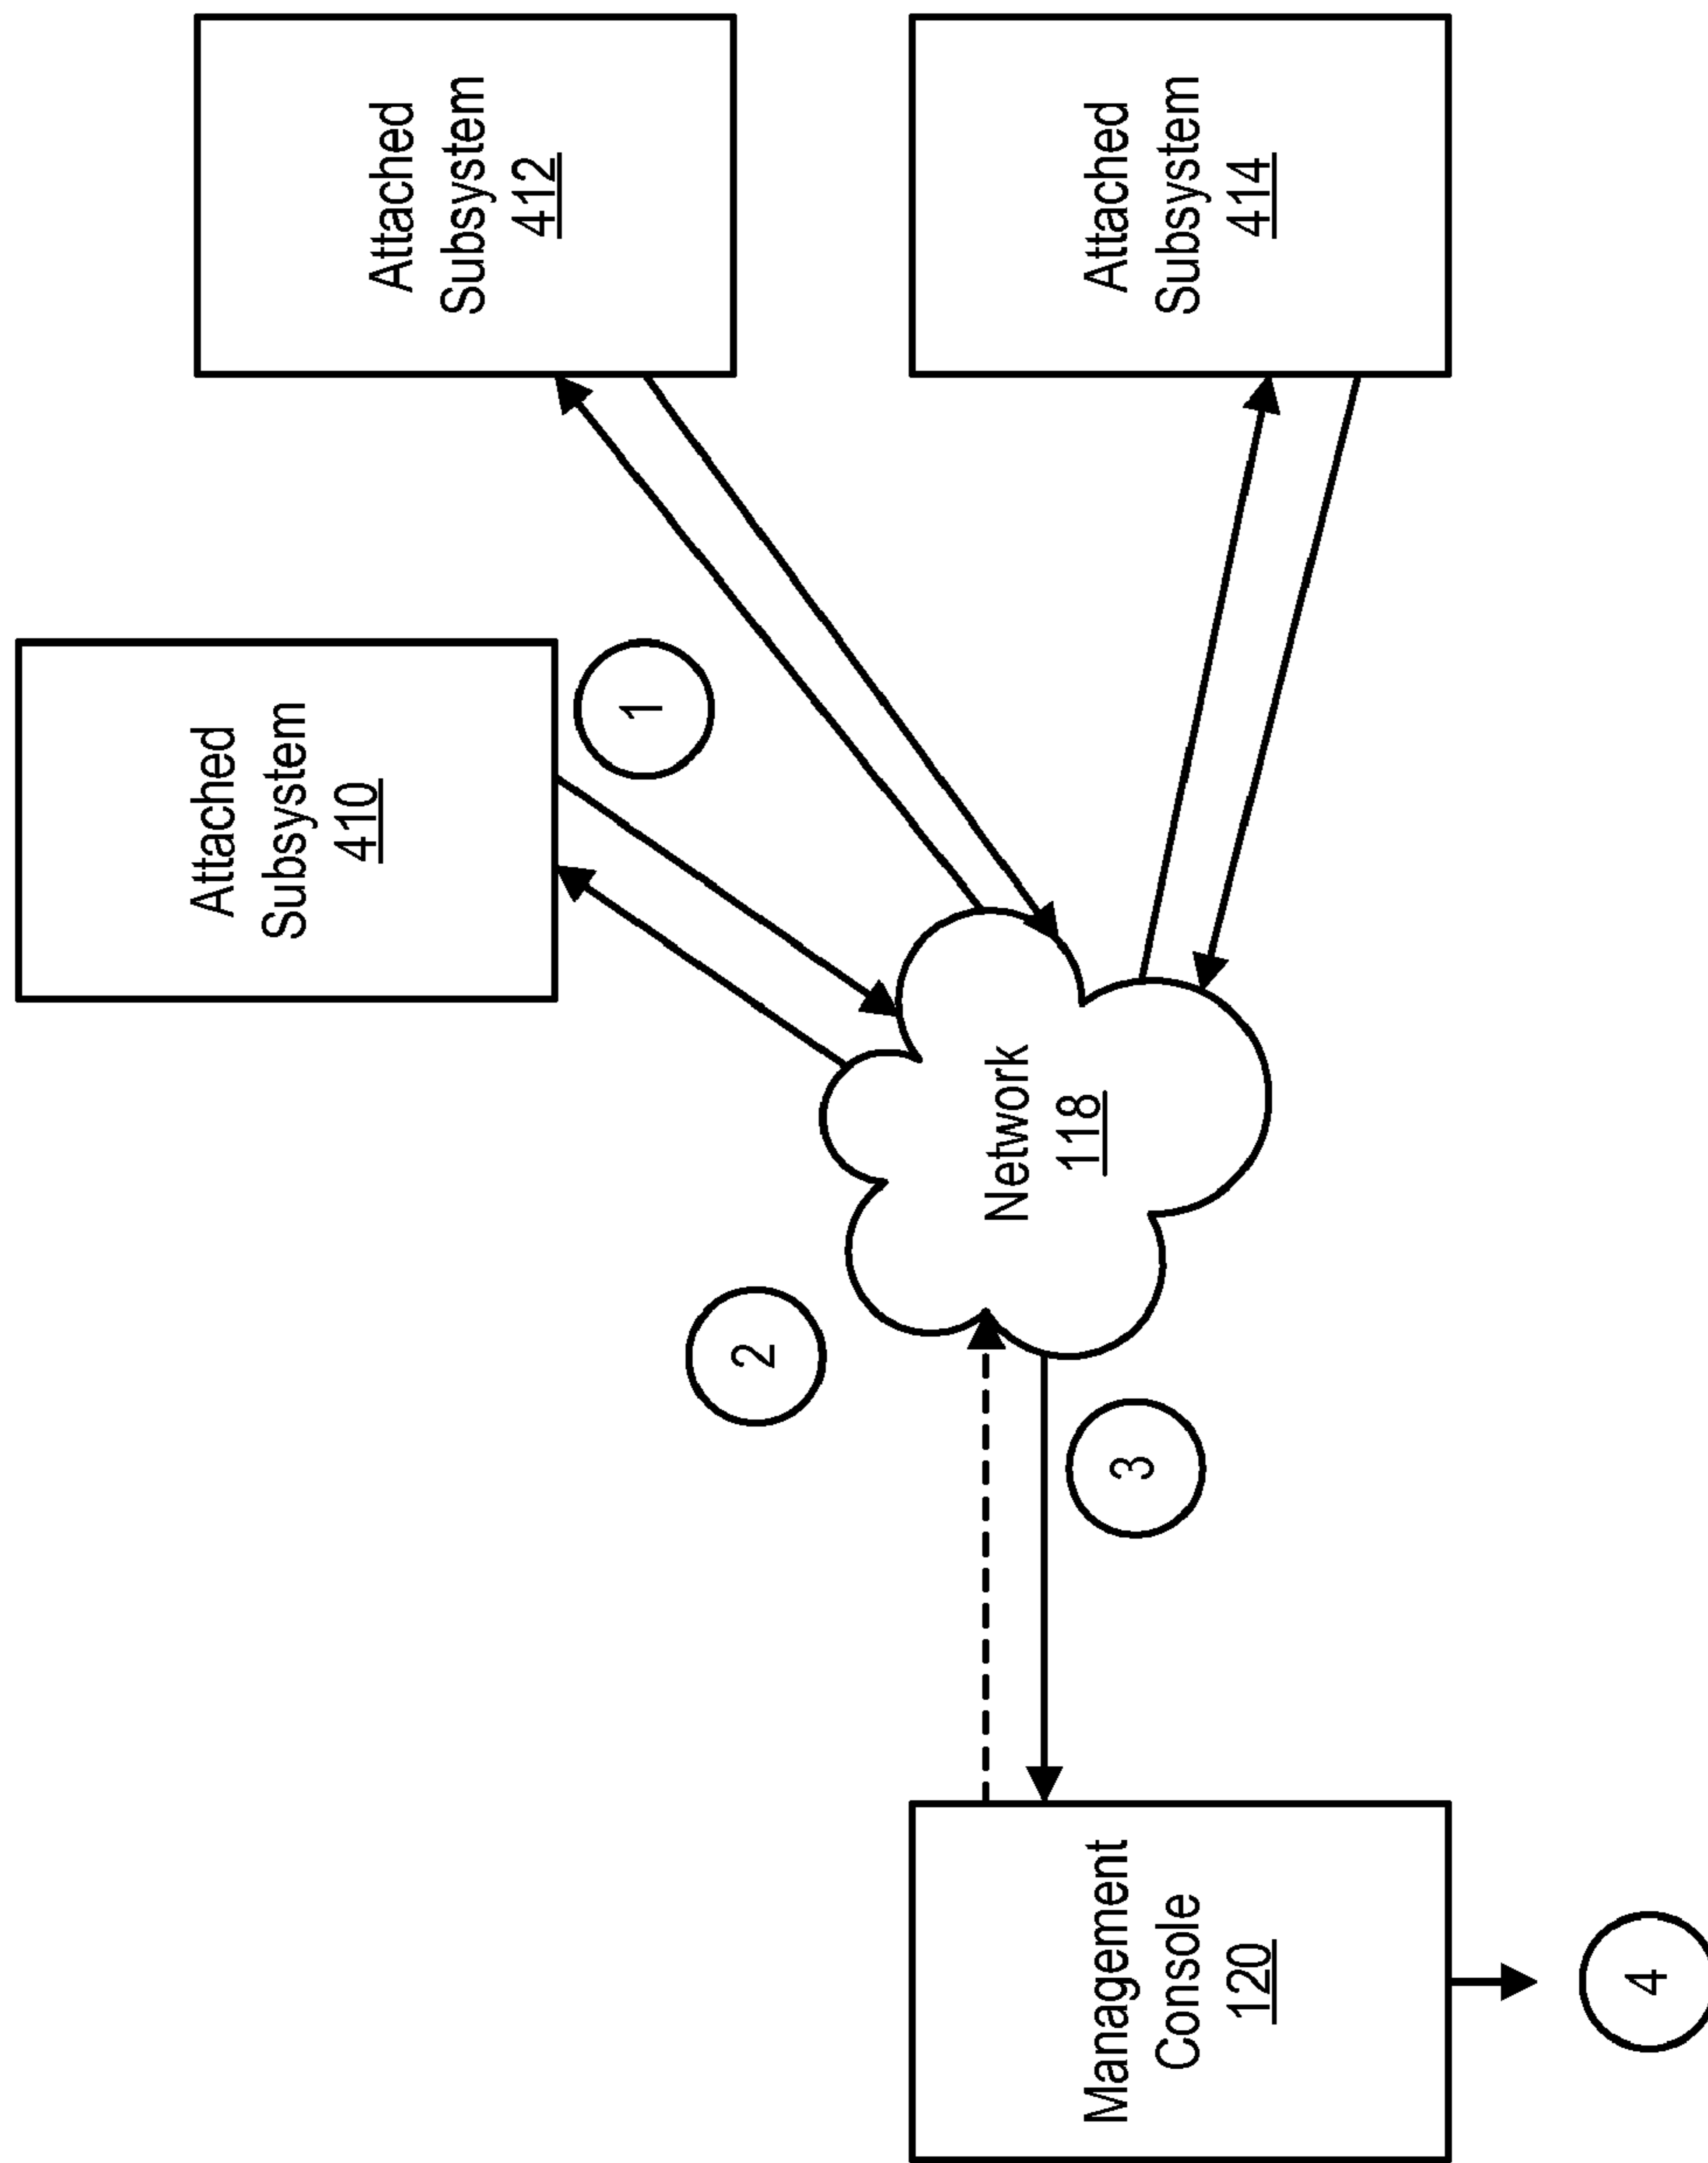 Attached
Subsystem
410
Attached
Subsystem
412
1
2
Network
118
Management
Console
120
3
Attached
Subsystem
414
4